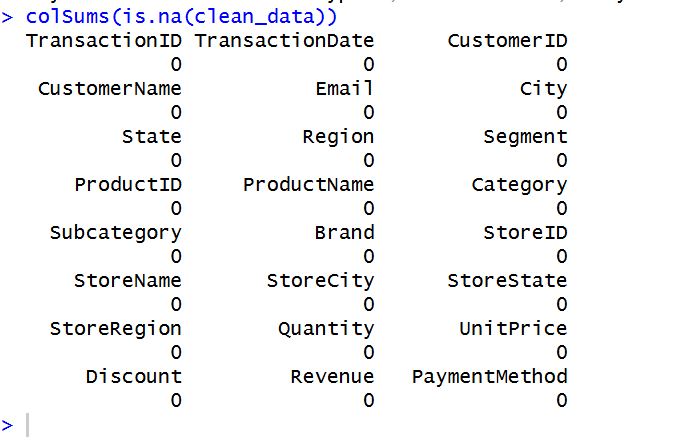 > colSums(is.na(clean_data))
TransactionID TransactionDate CustomerID
0 0 0
CustomerName Email City
0 0 0
State Region Segment
0 0 0
ProductID ProductName Category
0 0 0
Subcategory Brand StoreID
0 0 0
StoreName StoreCity StoreState
0 0 0
StoreRegion Quantity UnitPrice
0 0 0
Discount Revenue PaymentMethod
0 0 0
>